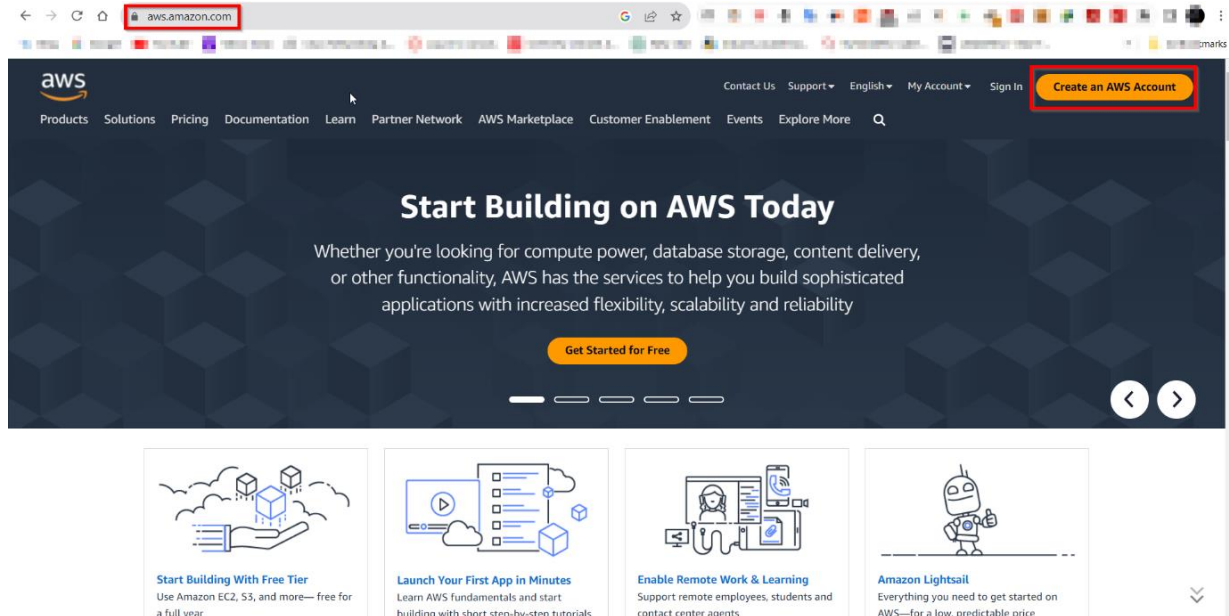 aws.amazon.com
marks
aws
Contact Us Support English My Account Sign In Create an AWS Account
Products Solutions Pricing Documentation Learn Partner Network AWS Marketplace Customer Enablement Events Explore More
Start Building on AWS Today
Whether you're looking for compute power, database storage, content delivery,
or other functionality, AWS has the services to help you build sophisticated
applications with increased flexibility, scalability and reliability
Get Started for Free
Start Building With Free Tier
Use Amazon EC2, S3, and more— free for
a full year
Launch Your First App in Minutes
Learn AWS fundamentals and start
building with short step-by-step tutorials
Enable Remote Work & Learning
Support remote employees, students and
contact center agents
Amazon Lightsail
Everything you need to get started on
AWS—for a low, predictable price